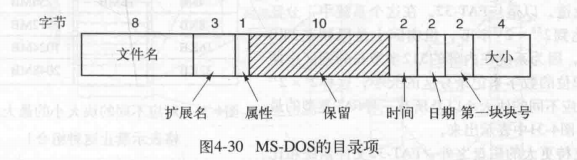 字节 8 3 1 10 2 2 2 4
文件名 大小
扩展名 属性 保留 时间 日期 第一块块号
图4-30 MS-DOS的目录项